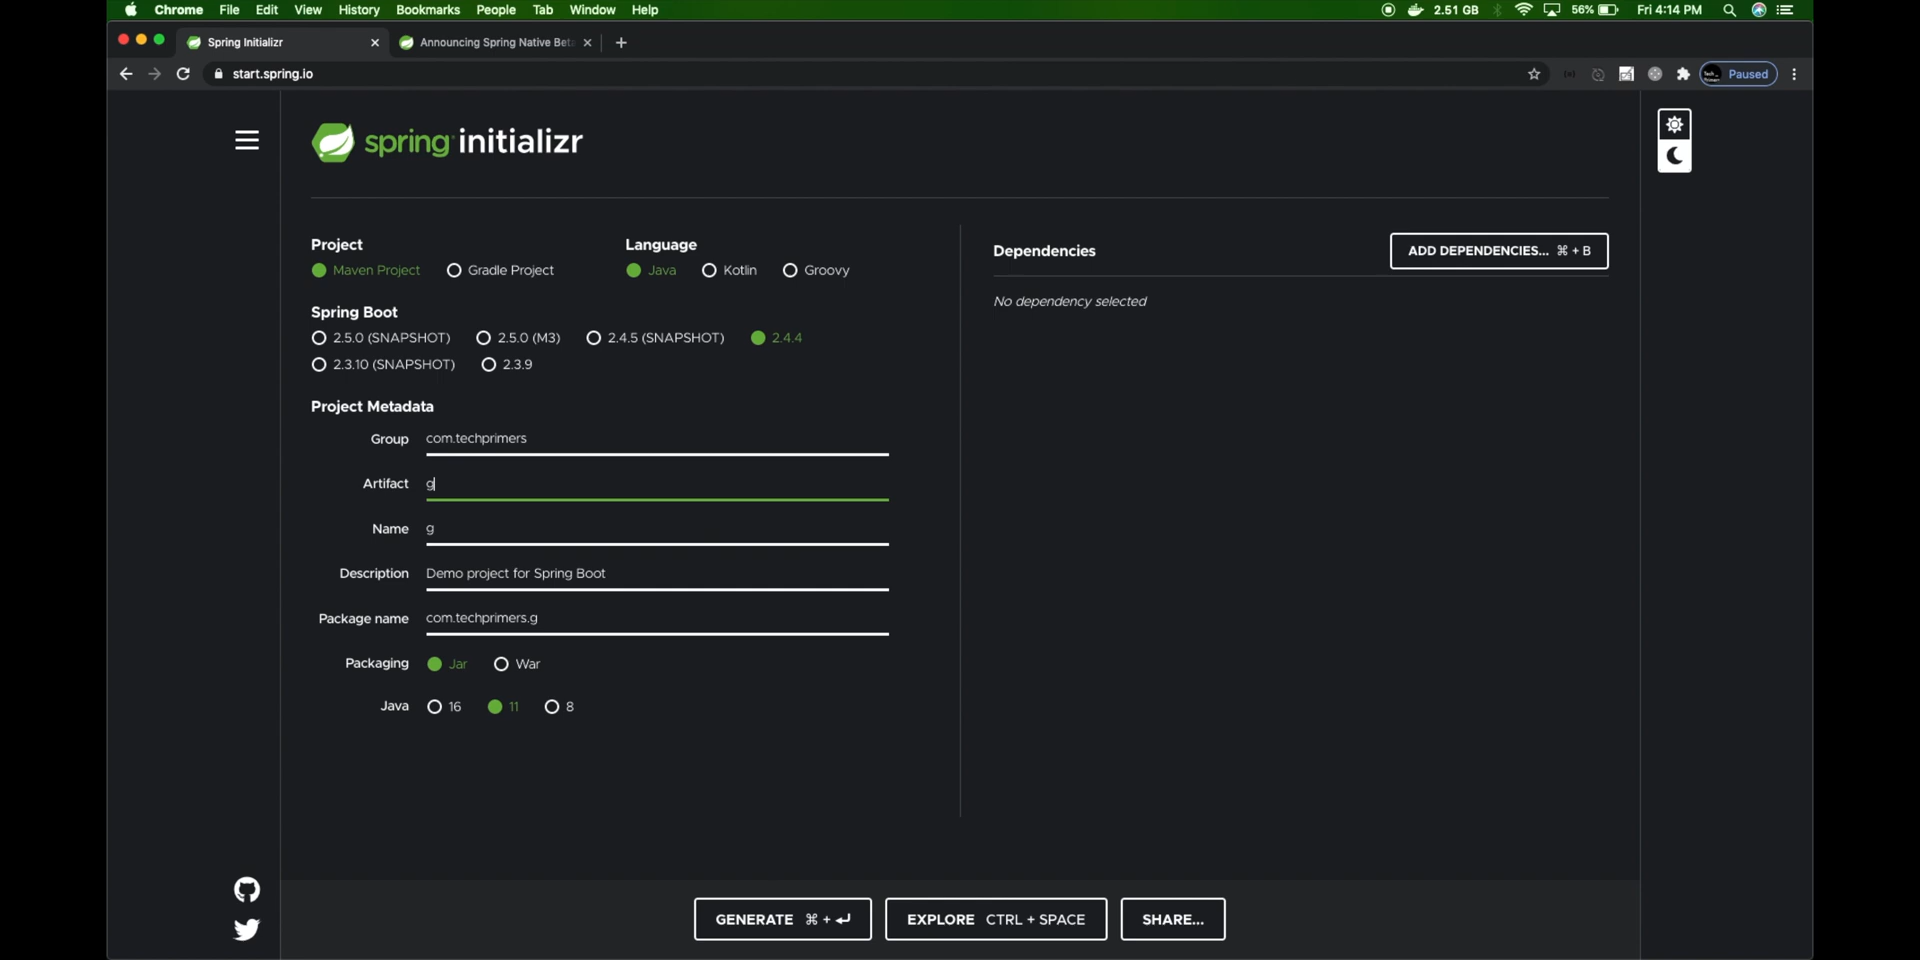 Chrome File Edit View History Bookmarks People Tab Window Help 2.51 GB 56% Fri 4:14 PM
Spring Initializr Announcing Spring Native Beta
start.spring.io Paused
spring initializr
Project Language
Maven Project Gradle Project Java Kotlin Groovy
Spring Boot
2.5.0 (SNAPSHOT) 2.5.0 (M3) 2.4.5 (SNAPSHOT) 2.4.4
2.3.10 (SNAPSHOT) 2.3.9
Project Metadata
Group com.techprimers
Artifact g
Name g
Description Demo project for Spring Boot
Package name com.techprimers.g
Packaging Jar War
Java 16 11 8
Dependencies ADD DEPENDENCIES... ⌘ + B
No dependency selected
GENERATE ⌘ + ⏎ EXPLORE CTRL + SPACE SHARE...